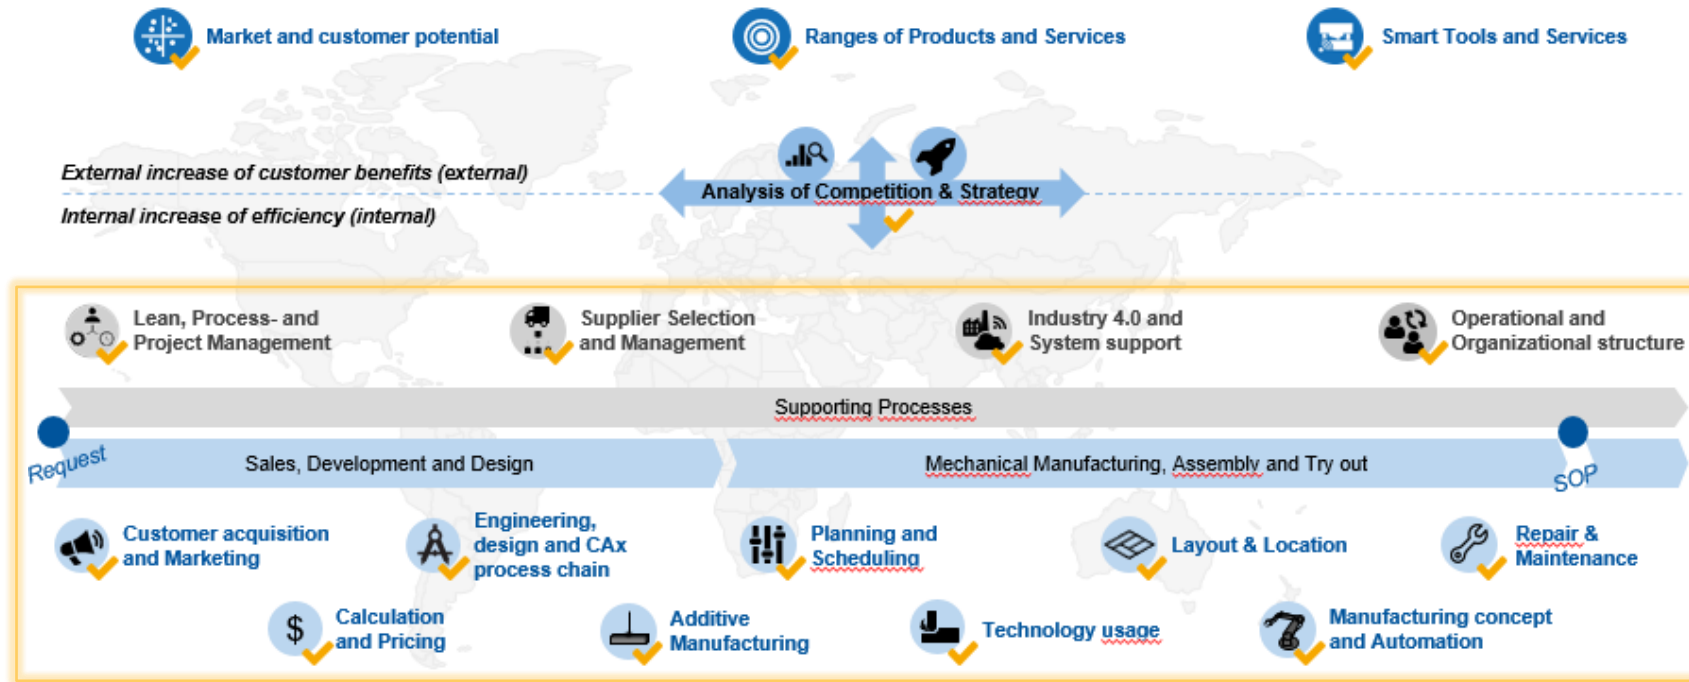 Market and customer potential
Ranges of Products and Services
Smart Tools and Services
External increase of customer benefits (external)
Analysis of Competition & Strategy
Internal increase of efficiency (internal)
Lean, Process- and
Project Management
Supplier Selection
and Management
Industry 4.0 and
System support
Operational and
Organizational structure
Supporting Processes
Request
Sales, Development and Design
Mechanical Manufacturing, Assembly and Try out
SOP
Customer acquisition
and Marketing
Engineering,
design and CAx
process chain
Planning and
Scheduling
Layout & Location
Repair &
Maintenance
$
Calculation
and Pricing
Additive
Manufacturing
Technology usage
Manufacturing concept
and Automation